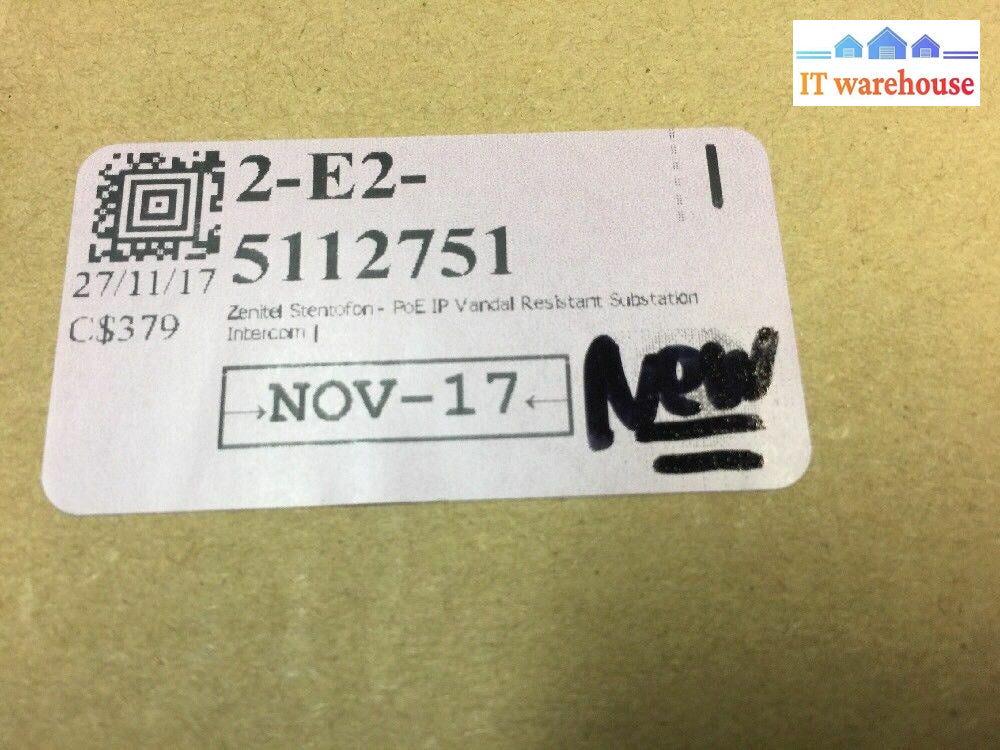 IT warehouse
2-E2-
5112751
27/11/17
C$379
Zenitel Stentofon - PoE IP Vandal Resistant Substation
Intercom |
→NOV-17←
New